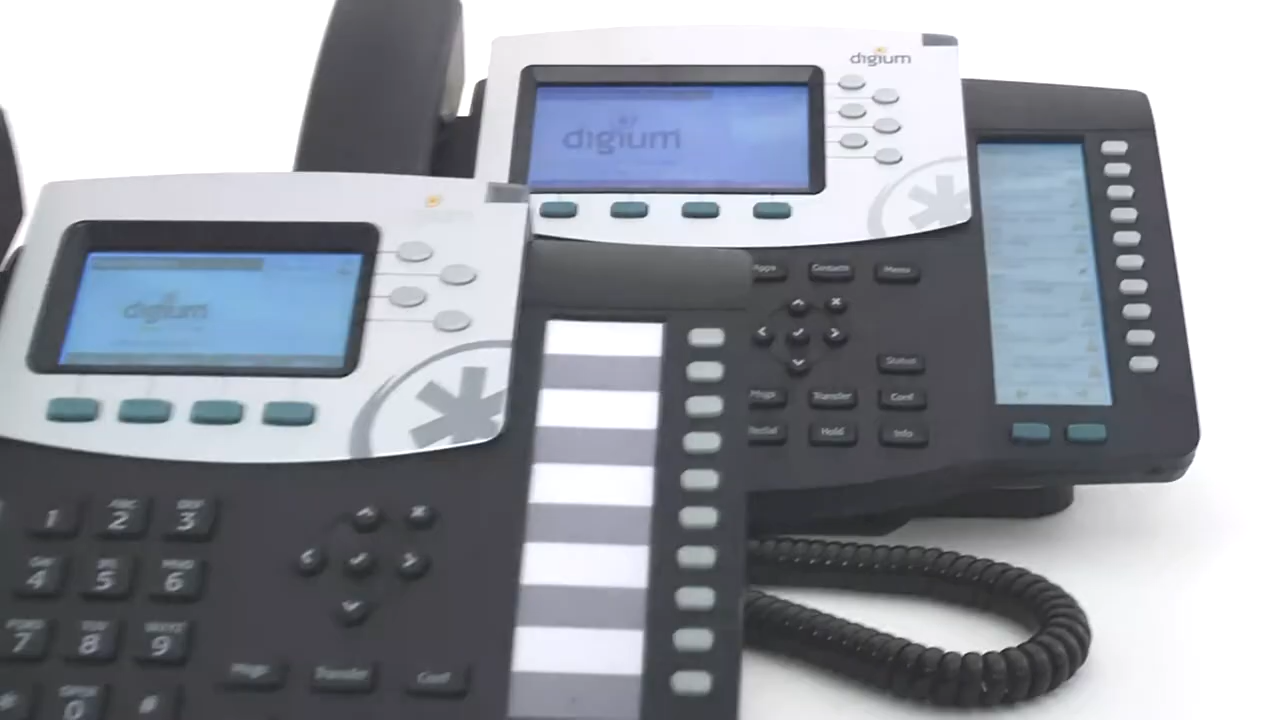 digium
digium
digium
Apps Contacts Menu
Status
Msgs Transfer Conf
Hold Info
1 2 3
4 5 6
7 8 9
0 #
Msgs Transfer Conf